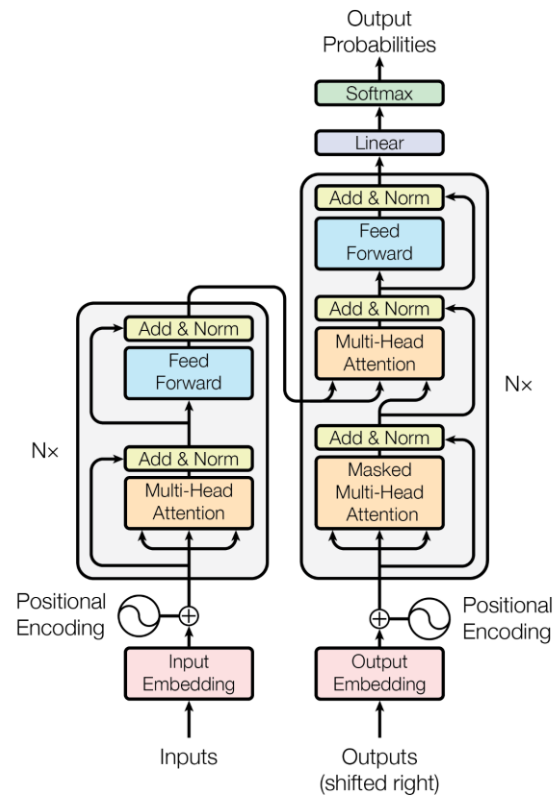 Output
Probabilities
Softmax
Linear
Add & Norm
Feed
Forward
Add & Norm
Multi-Head
Attention
Add & Norm
Masked
Multi-Head
Attention
N×
Add & Norm
Feed
Forward
Add & Norm
Multi-Head
Attention
N×
Positional
Encoding
Positional
Encoding
Input
Embedding
Output
Embedding
Inputs
Outputs
(shifted right)